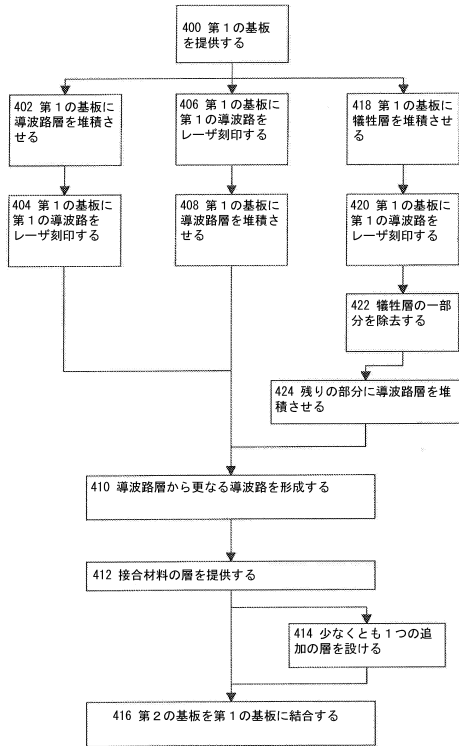 400 第１の基板
を提供する
402 第１の基板に
導波路層を堆積さ
せる
406 第１の基板に
第１の導波路を
レーザ刻印する
418 第１の基板に
犠牲層を堆積させ
る
404 第１の基板に
第１の導波路を
レーザ刻印する
408 第１の基板に
導波路層を堆積さ
せる
420 第１の基板に
第１の導波路を
レーザ刻印する
422 犠牲層の一部
分を除去する
424 残りの部分に導波路層を堆
積させる
410 導波路層から更なる導波路を形成する
412 接合材料の層を提供する
414 少なくとも１つの追
加の層を設ける
416 第２の基板を第１の基板に結合する